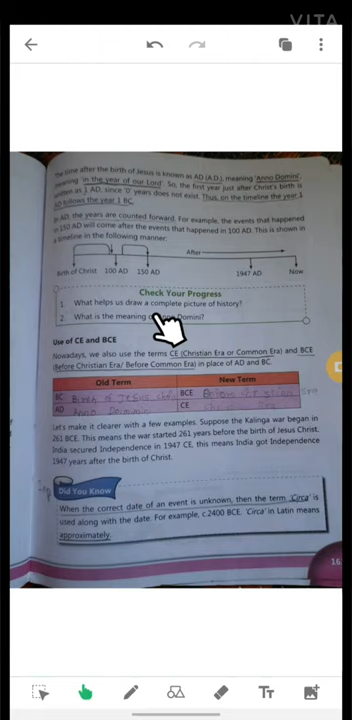 VITA
The time after the birth of Jesus is known as AD (A.D.), meaning 'Anno Domini',
meaning 'in the year of our Lord'. So, the first year just after Christ's birth is
written as 1 AD, since '0' years does not exist. Thus, on the timeline the year 1
AD follows the year 1 BC.
In AD, the years are counted forward. For example, the events that happened
in 150 AD will come after the events that happened in 100 AD. This is shown in
a timeline in the following manner:
After
Birth of Christ 100 AD 150 AD 1947 AD Now
Check Your Progress
1. What helps us draw a complete picture of history?
2. What is the meaning of Domini?
Use of CE and BCE
Nowadays, we also use the terms CE (Christian Era or Common Era) and BCE
(Before Christian Era/ Before Common Era) in place of AD and BC.
Old Term New Term
BC Birth of Jesus BCE Before Christian Era
AD Anno Domini CE Era
Let's make it clearer with a few examples. Suppose the Kalinga war began in
261 BCE. This means the war started 261 years before the birth of Jesus Christ.
India secured Independence in 1947 CE, this means India got Independence
1947 years after the birth of Christ.
Did You Know
When the correct date of an event is unknown, then the term 'Circa' is
used along with the date. For example, c.2400 BCE. 'Circa' in Latin means
approximately.
Tт